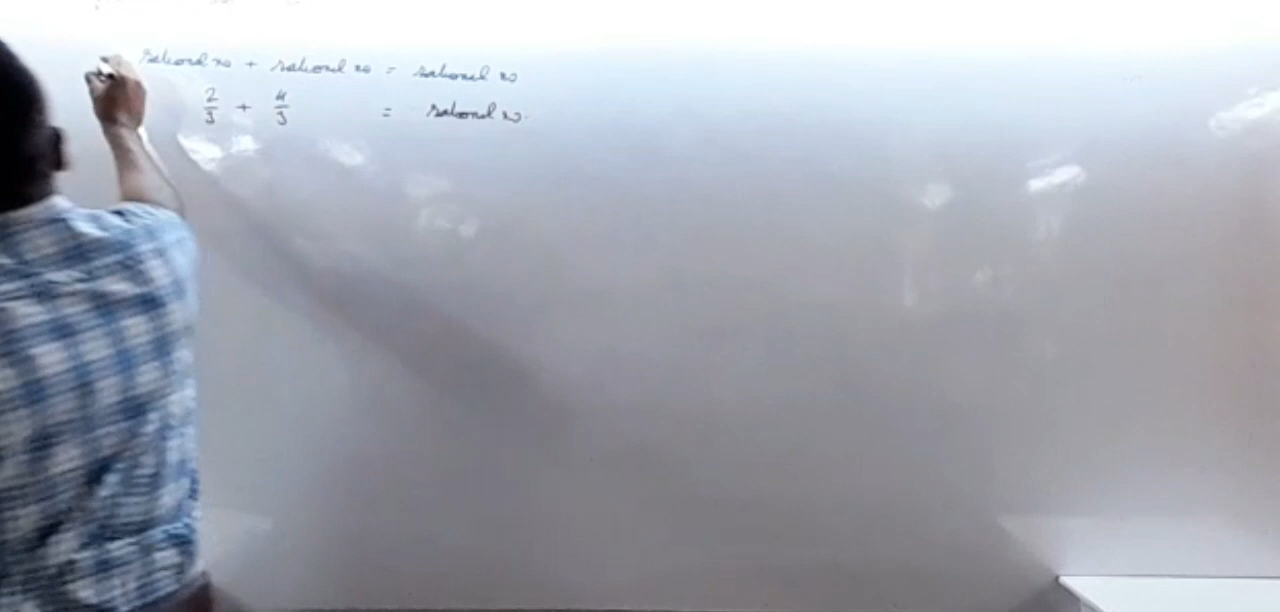 rational no + rational no = rational no
2/3 + 4/3 = rational no.